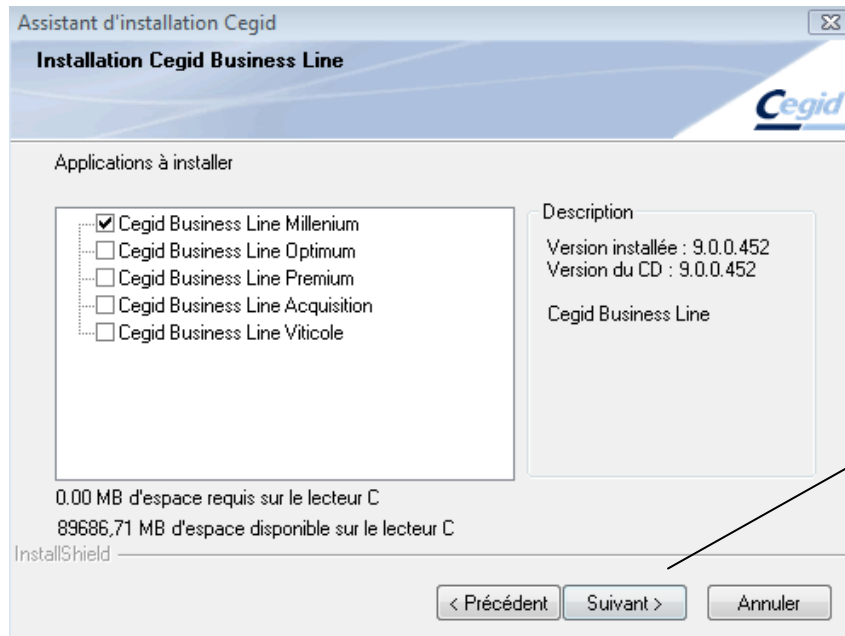 Assistant d'installation Cegid
Installation Cegid Business Line
Cegid
Applications à installer
Cegid Business Line Millenium
Cegid Business Line Optimum
Cegid Business Line Premium
Cegid Business Line Acquisition
Cegid Business Line Viticole
Description
Version installée : 9.0.0.452
Version du CD : 9.0.0.452
Cegid Business Line
0.00 MB d'espace requis sur le lecteur C
89686,71 MB d'espace disponible sur le lecteur C
InstallShield
< Précédent
Suivant >
Annuler